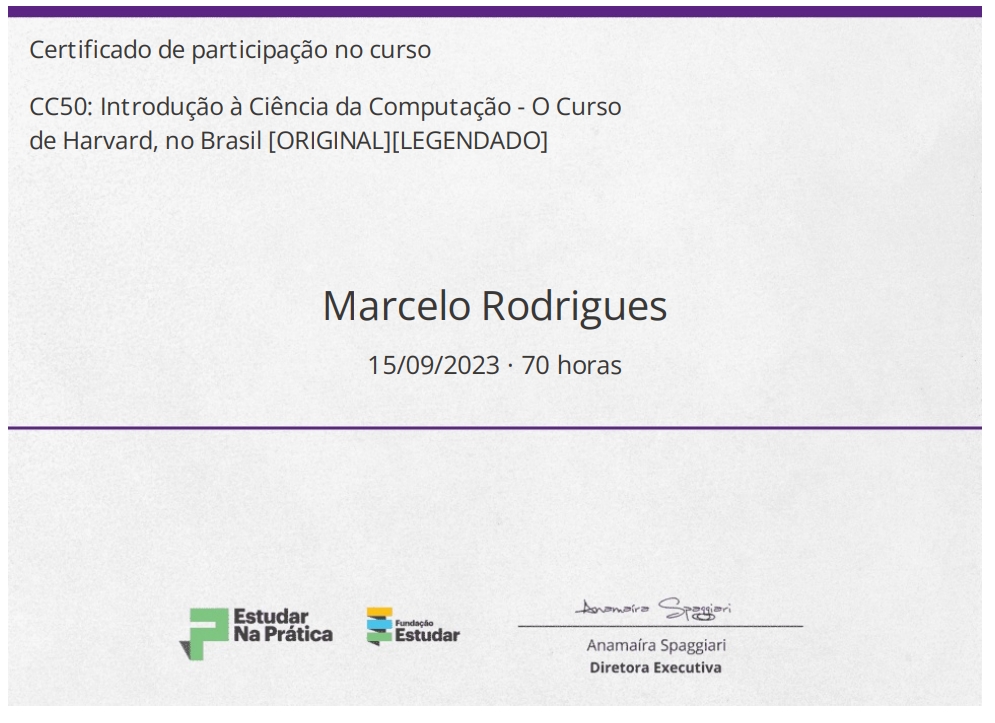 Certificado de participação no curso
CC50: Introdução à Ciência da Computação - O Curso
de Harvard, no Brasil [ORIGINAL][LEGENDADO]
Marcelo Rodrigues
15/09/2023 · 70 horas
Estudar
Na Prática
Fundação
Estudar
Anamaíra Spaggiari
Anamaíra Spaggiari
Diretora Executiva